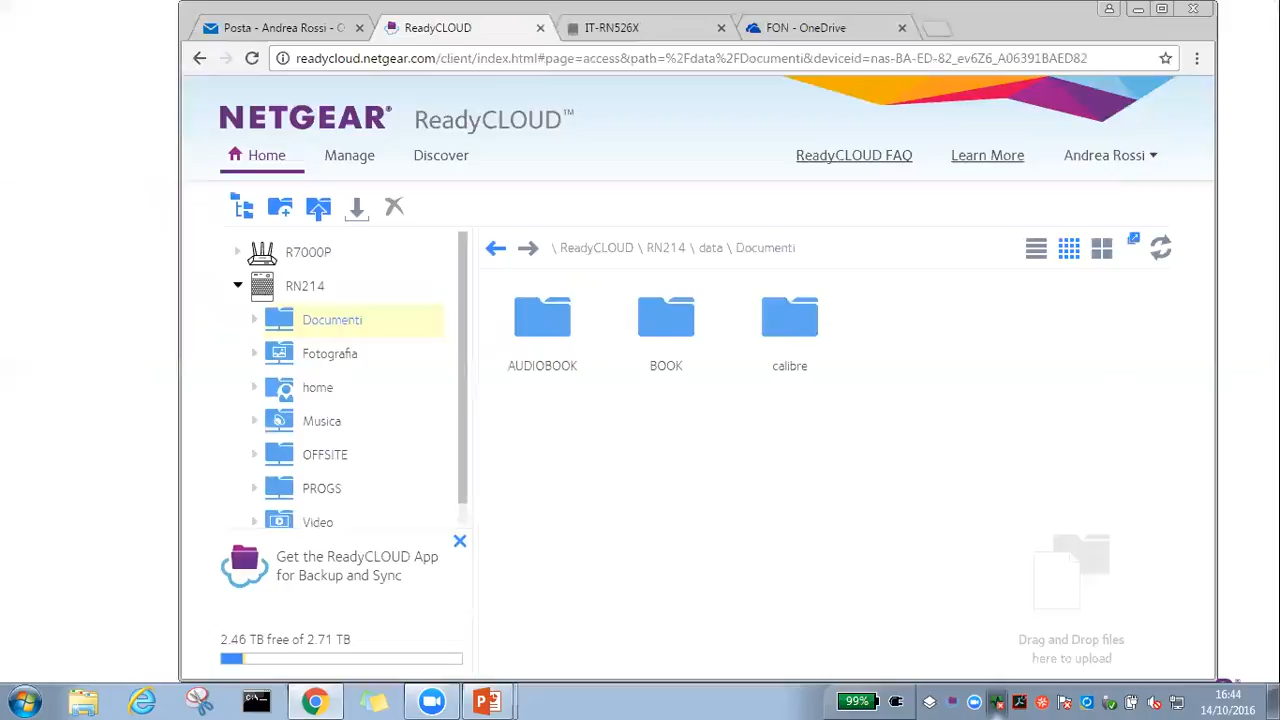 Posta - Andrea Rossi - O
ReadyCLOUD
IT-RN526X
FON - OneDrive
readycloud.netgear.com/client/index.html#page=access&path=%2Fdata%2FDocumenti&deviceid=nas-BA-ED-82_ev6Z6_A06391BAED82
NETGEAR® ReadyCLOUD™
Home
Manage
Discover
ReadyCLOUD FAQ
Learn More
Andrea Rossi
\ ReadyCLOUD \ RN214 \ data \ Documenti
R7000P
RN214
Documenti
Fotografia
home
Musica
OFFSITE
PROGS
Video
AUDIOBOOK
BOOK
calibre
Get the ReadyCLOUD App
for Backup and Sync
2.46 TB free of 2.71 TB
Drag and Drop files
here to upload
99%
16:44
14/10/2016